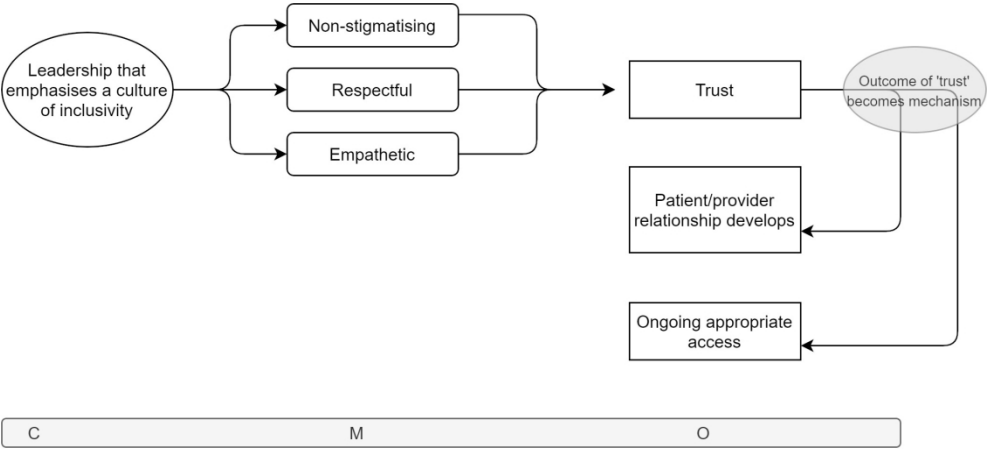 Leadership that
emphasises a culture
of inclusivity
Non-stigmatising
Respectful
Empathetic
Trust
Outcome of 'trust'
becomes mechanism
Patient/provider
relationship develops
Ongoing appropriate
access
C M O